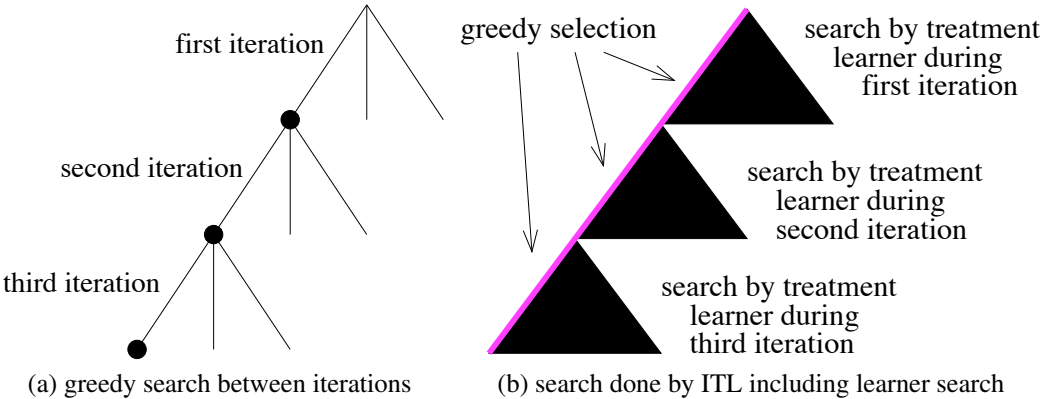 first iteration
second iteration
third iteration
(a) greedy search between iterations
greedy selection
search by treatment
learner during
first iteration
search by treatment
learner during
second iteration
search by treatment
learner during
third iteration
(b) search done by ITL including learner search